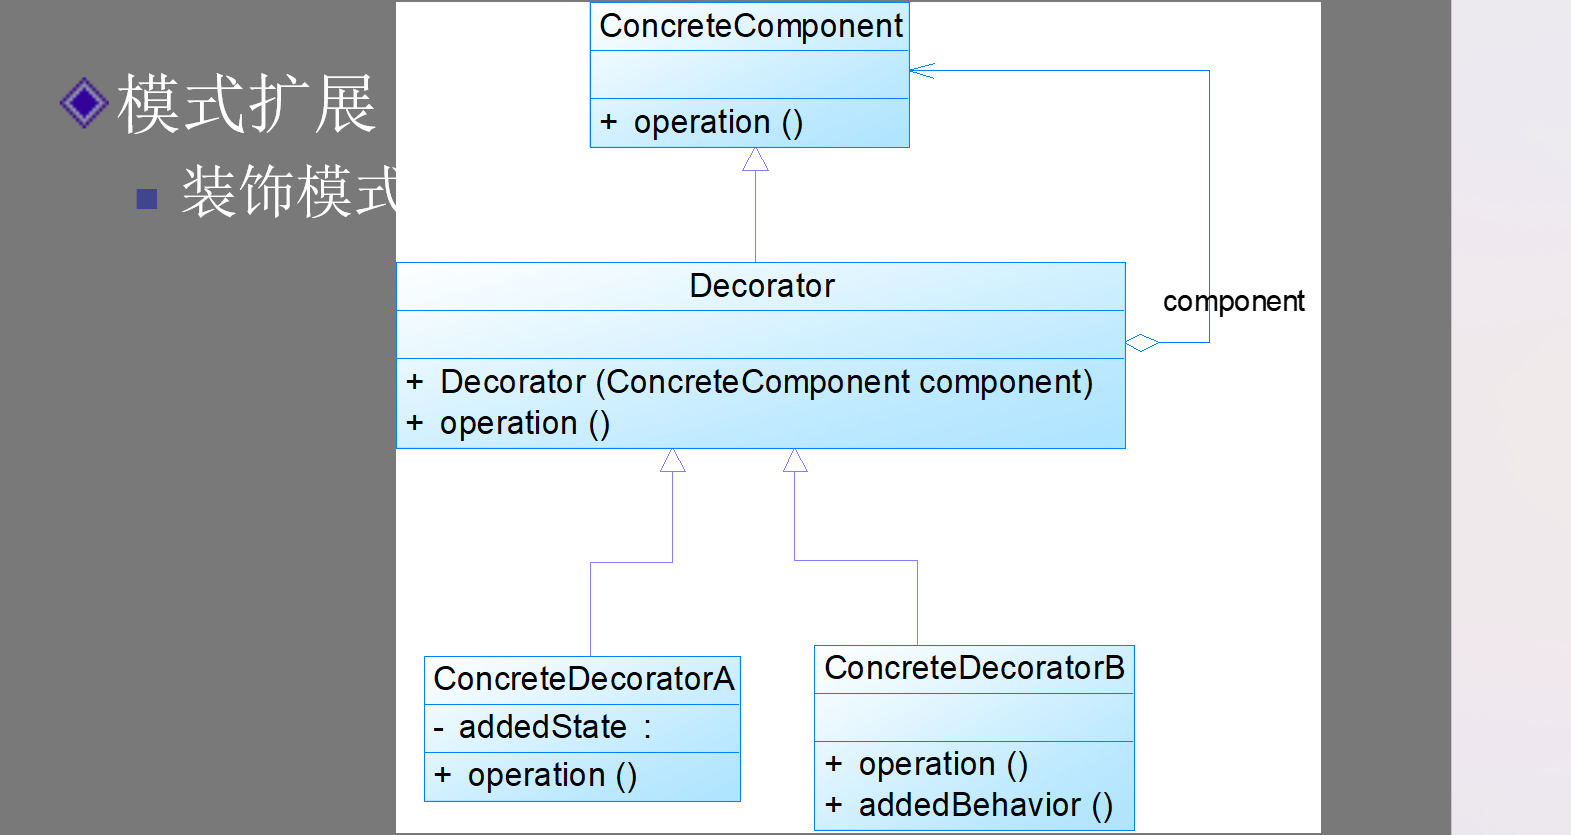 模式扩展
装饰模式
ConcreteComponent
+ operation ()
Decorator
component
+ Decorator (ConcreteComponent component)
+ operation ()
ConcreteDecoratorA
- addedState :
+ operation ()
ConcreteDecoratorB
+ operation ()
+ addedBehavior ()